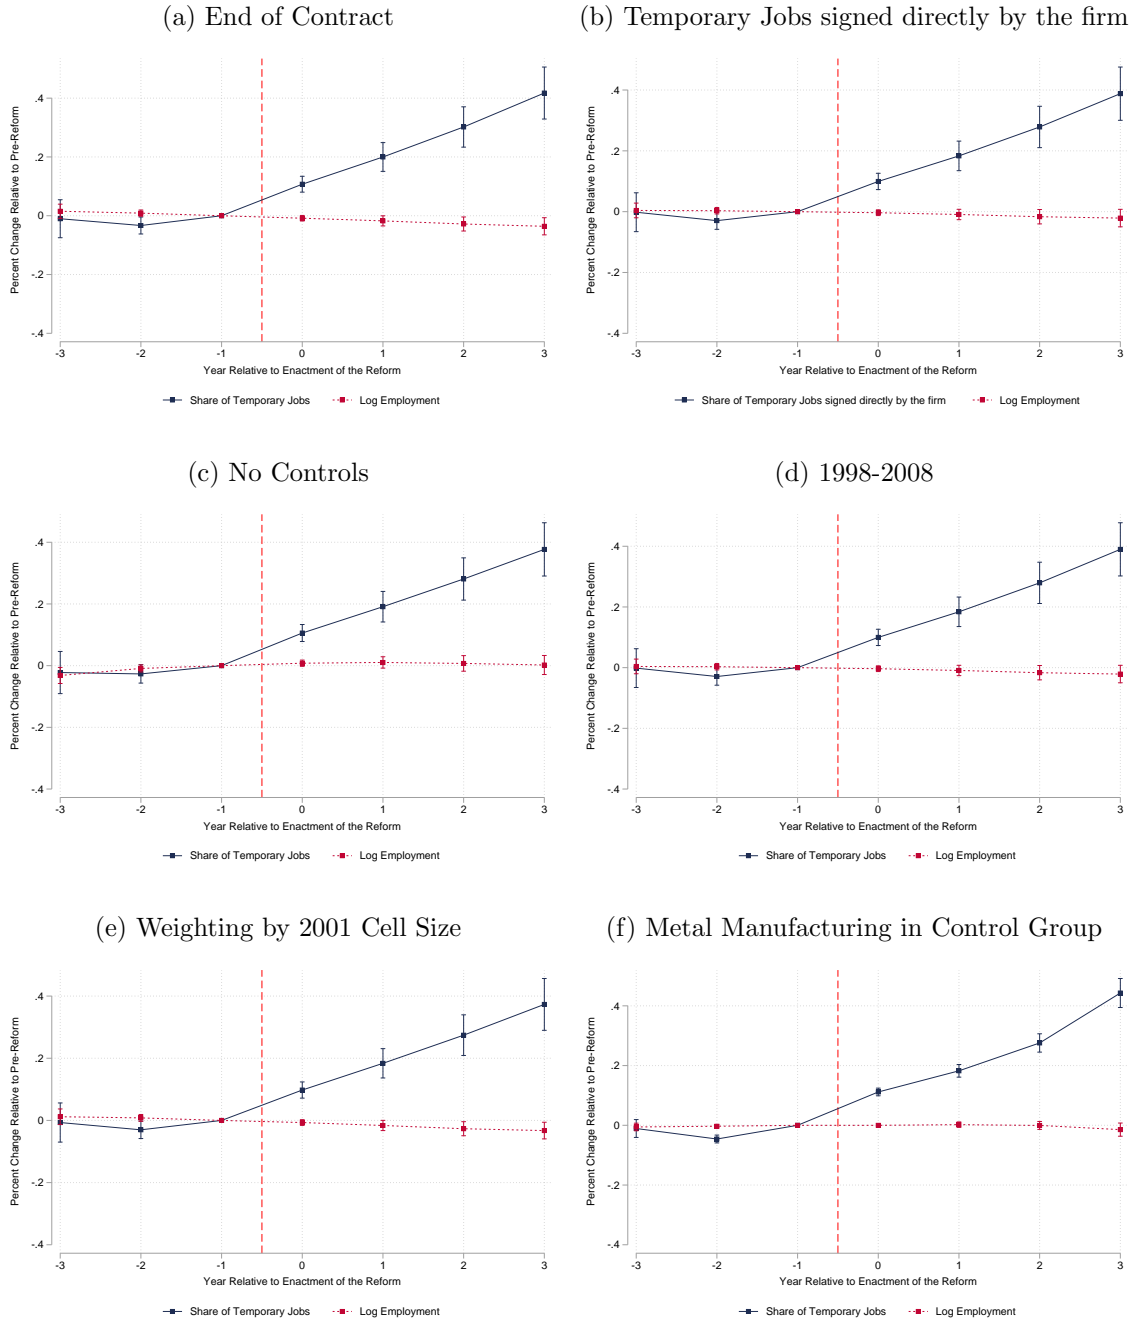 (a) End of Contract
Percent Change Relative to Pre-Reform
.4
.2
0
-.2
-.4
-3 -2 -1 0 1 2 3
Year Relative to Enactment of the Reform
Share of Temporary Jobs Log Employment
(b) Temporary Jobs signed directly by the firm
Percent Change Relative to Pre-Reform
.4
.2
0
-.2
-.4
-3 -2 -1 0 1 2 3
Year Relative to Enactment of the Reform
Share of Temporary Jobs signed directly by the firm Log Employment
(c) No Controls
Percent Change Relative to Pre-Reform
.4
.2
0
-.2
-.4
-3 -2 -1 0 1 2 3
Year Relative to Enactment of the Reform
Share of Temporary Jobs Log Employment
(d) 1998-2008
Percent Change Relative to Pre-Reform
.4
.2
0
-.2
-.4
-3 -2 -1 0 1 2 3
Year Relative to Enactment of the Reform
Share of Temporary Jobs Log Employment
(e) Weighting by 2001 Cell Size
Percent Change Relative to Pre-Reform
.4
.2
0
-.2
-.4
-3 -2 -1 0 1 2 3
Year Relative to Enactment of the Reform
Share of Temporary Jobs Log Employment
(f) Metal Manufacturing in Control Group
Percent Change Relative to Pre-Reform
.4
.2
0
-.2
-.4
-3 -2 -1 0 1 2 3
Year Relative to Enactment of the Reform
Share of Temporary Jobs Log Employment